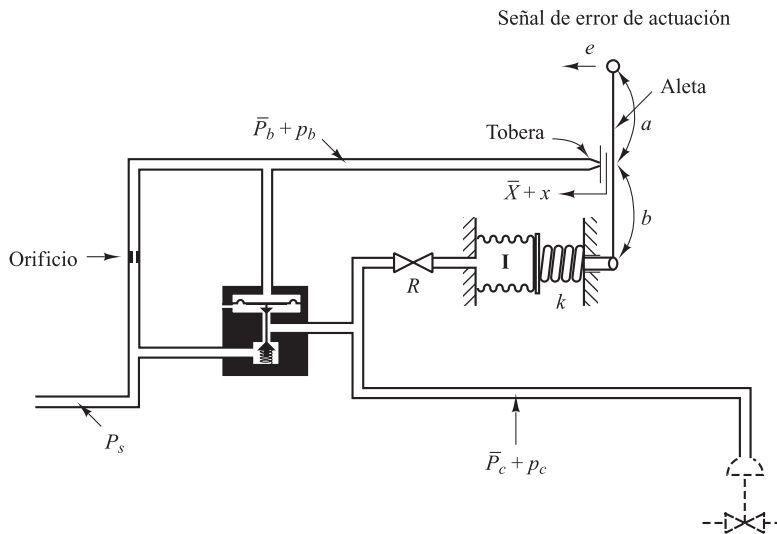 Señal de error de actuación
e
Aleta
a
Tobera
P̅b + pb
X̅ + x
b
Orificio
I
R
k
Ps
P̅c + pc